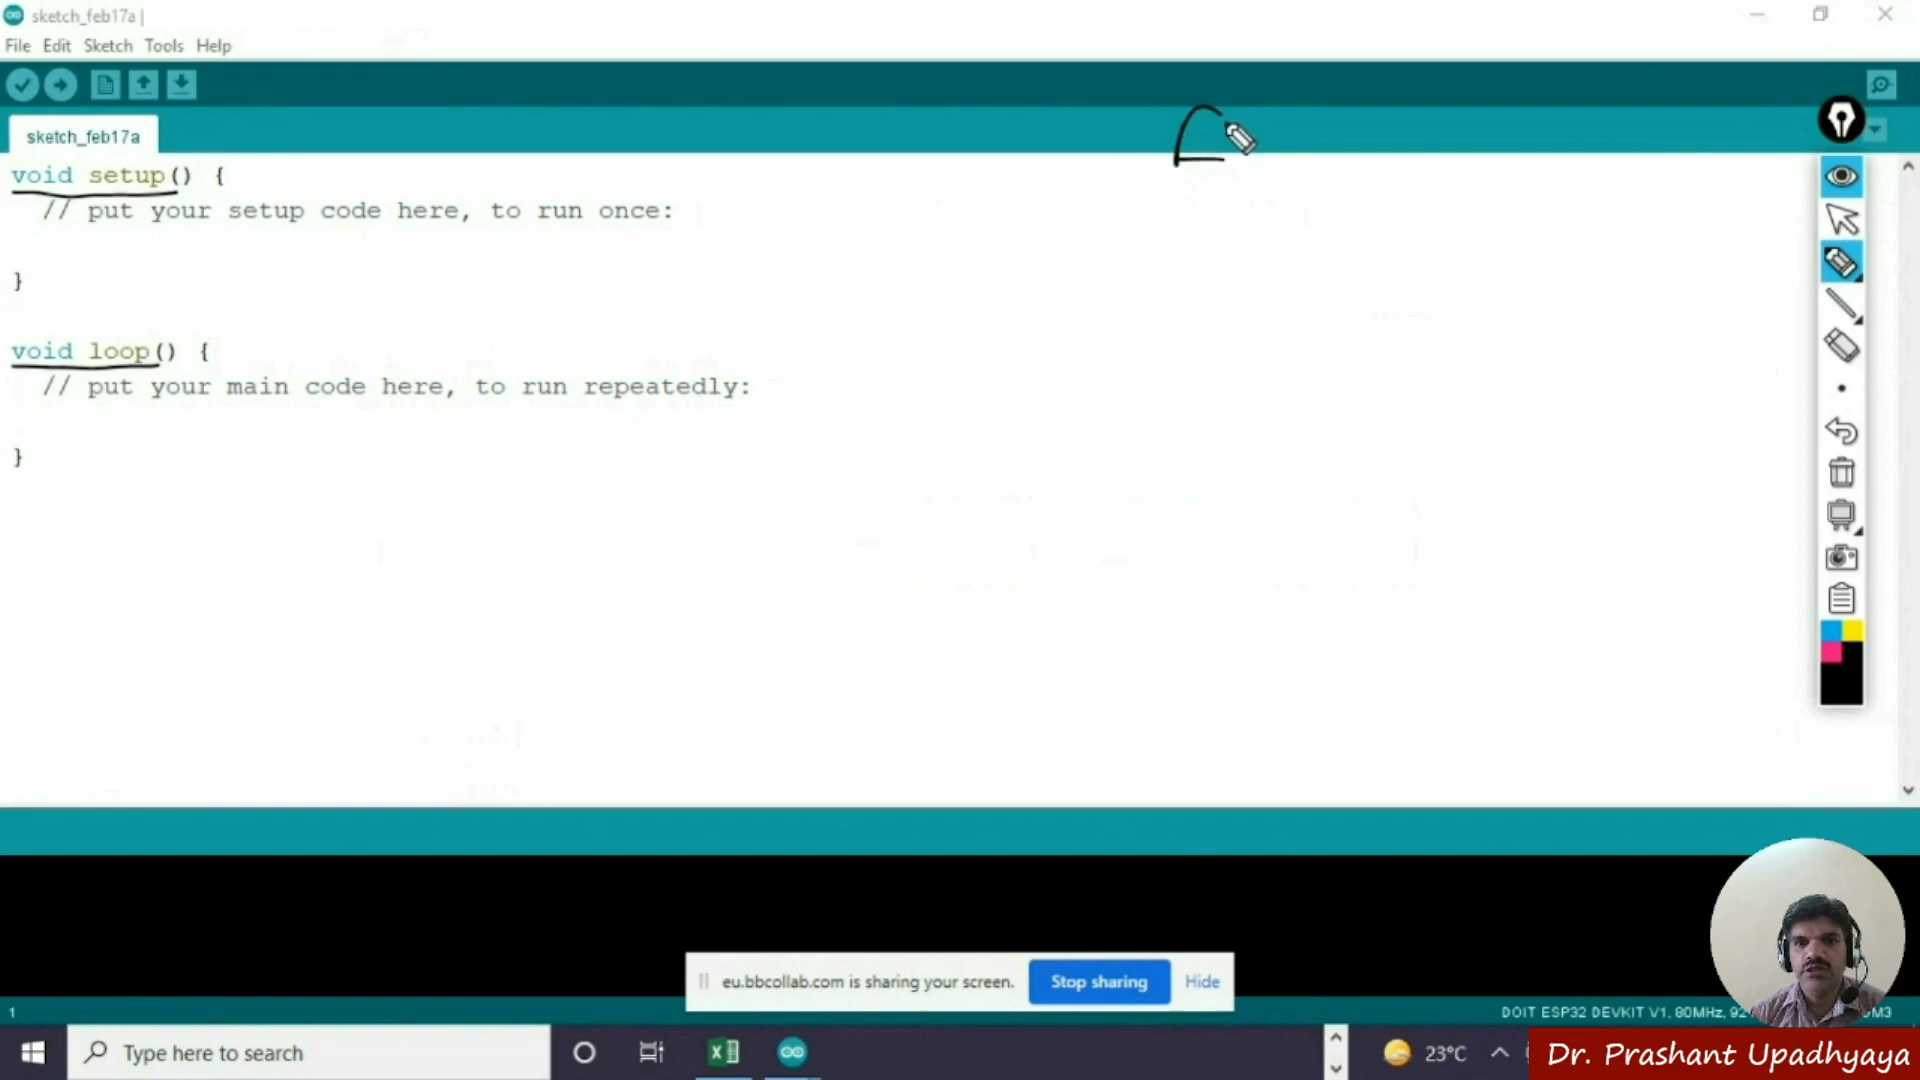 sketch_feb17a |
File Edit Sketch Tools Help
sketch_feb17a
void setup() {
// put your setup code here, to run once:
}
void loop() {
// put your main code here, to run repeatedly:
}
eu.bbcollab.com is sharing your screen. Stop sharing Hide
1
DOIT ESP32 DEVKIT V1, 80MHz, 92
M3
Type here to search
23°C
Dr. Prashant Upadhyaya